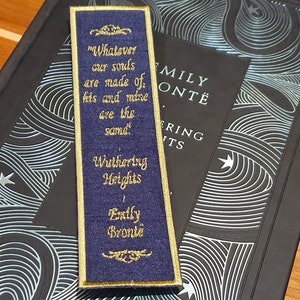 "Whatever
our souls
are made of,
his and mine
are the
same."
Wuthering
Heights
Emily
Brontë
EMILY
BRONTË